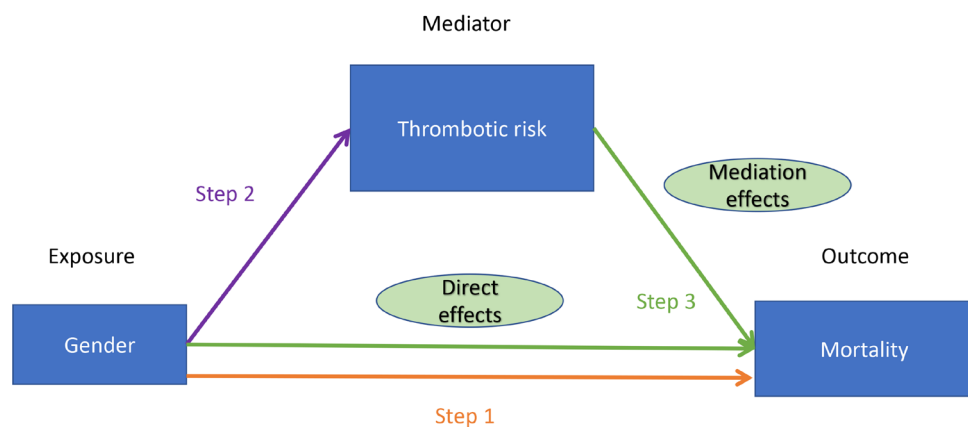 Mediator
Thrombotic risk
Step 2
Mediation
effects
Exposure
Outcome
Direct
effects
Step 3
Gender
Mortality
Step 1